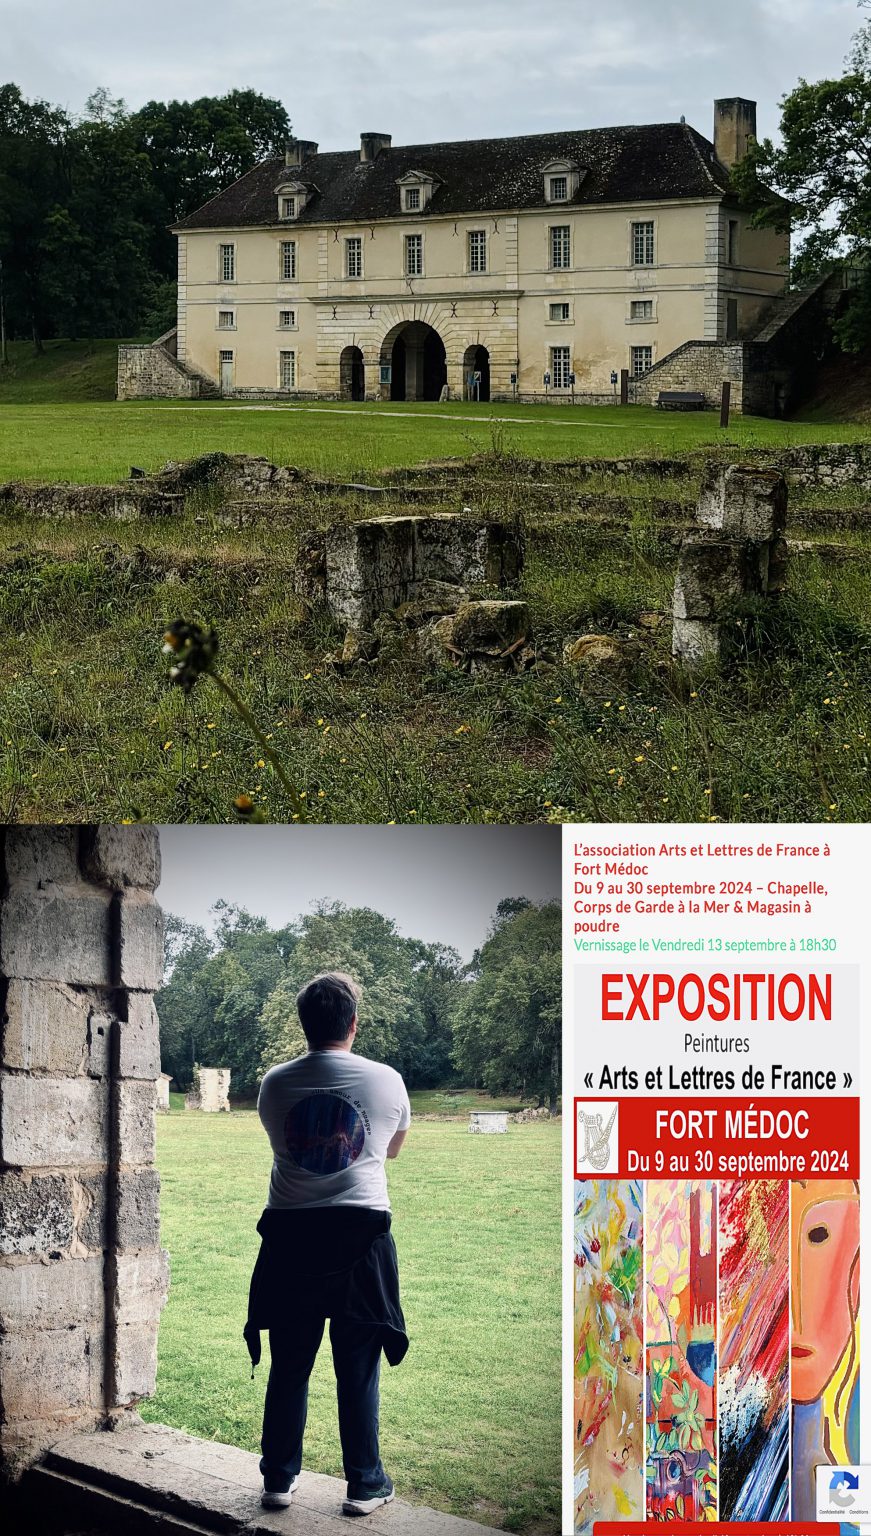 L'association Arts et Lettres de France à
Fort Médoc
Du 9 au 30 septembre 2024 – Chapelle,
Corps de Garde à la Mer & Magasin à
poudre
Vernissage le Vendredi 13 septembre à 18h30
EXPOSITION
Peintures
« Arts et Lettres de France »
FORT MÉDOC
Du 9 au 30 septembre 2024
Confidentialité - Conditions